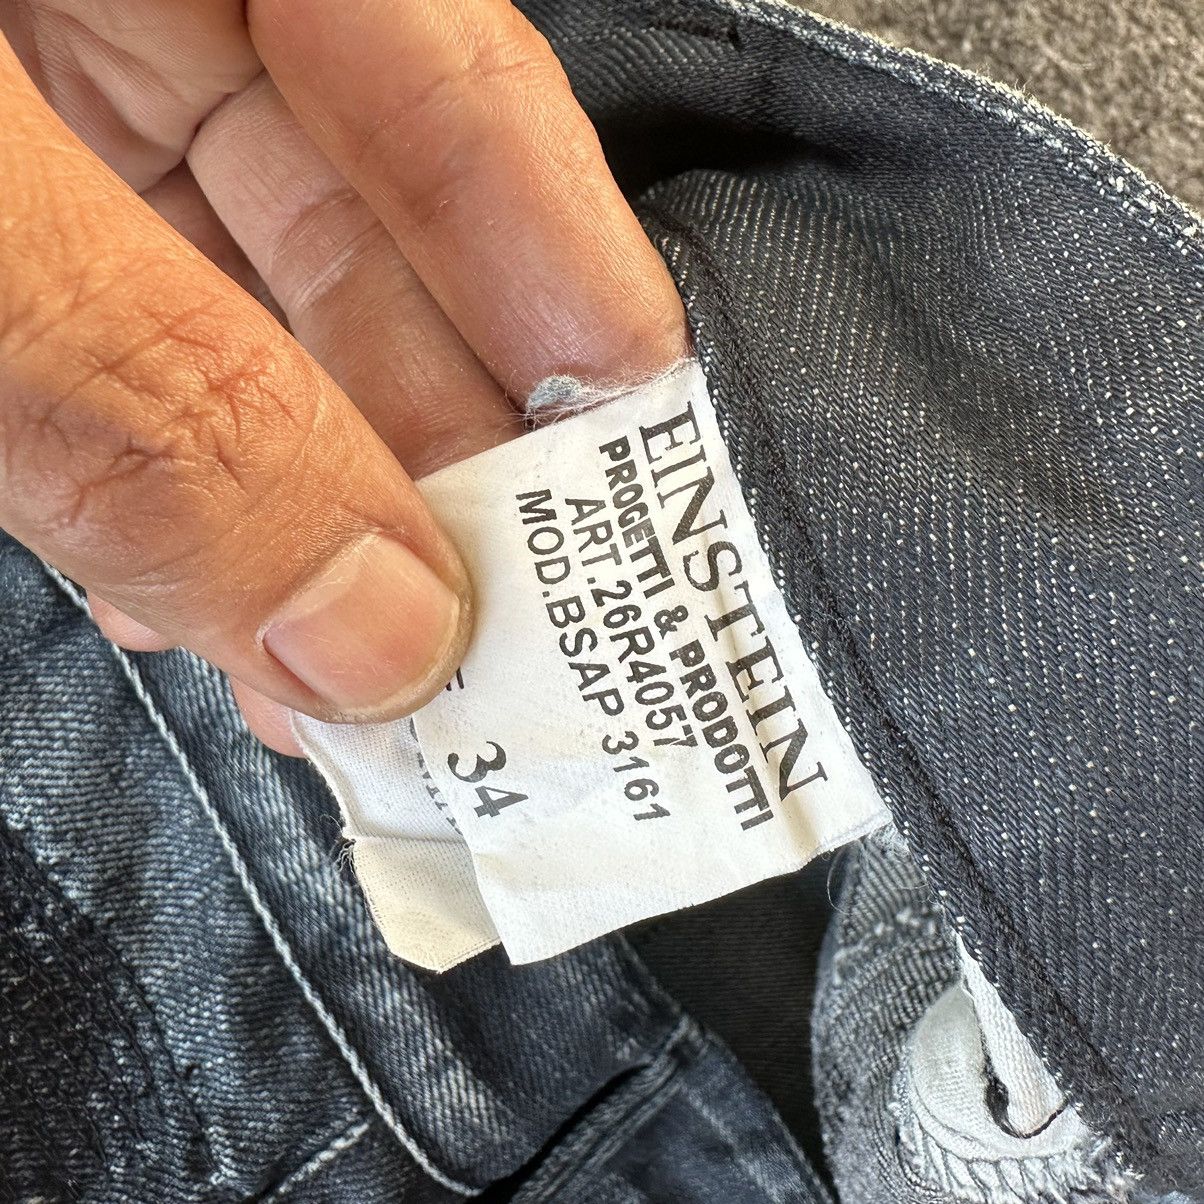 EINSTEIN
PROGETTI & PRODOTTI
ART.26R4057
MOD.BSAP 3161
34